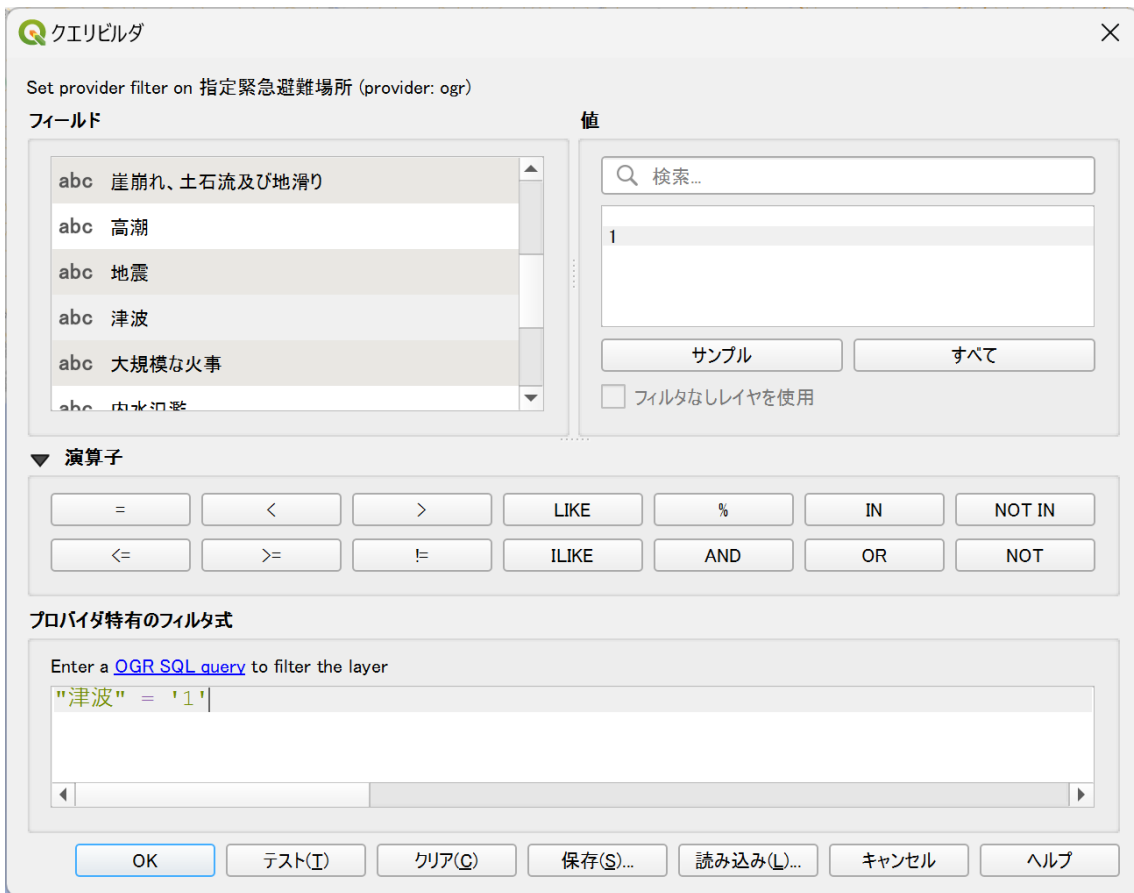 クエリビルダ
Set provider filter on 指定緊急避難場所 (provider: ogr)
フィールド
値
abc 崖崩れ、土石流及び地滑り
abc 高潮
abc 地震
abc 津波
abc 大規模な火事
abc 内水氾濫
検索...
1
サンプル すべて
フィルタなしレイヤを使用
演算子
= < > LIKE % IN NOT IN
<= >= != ILIKE AND OR NOT
プロバイダ特有のフィルタ式
Enter a OGR SQL query to filter the layer
"津波" = '1'
OK テスト(T) クリア(C) 保存(S)... 読み込み(L)... キャンセル ヘルプ